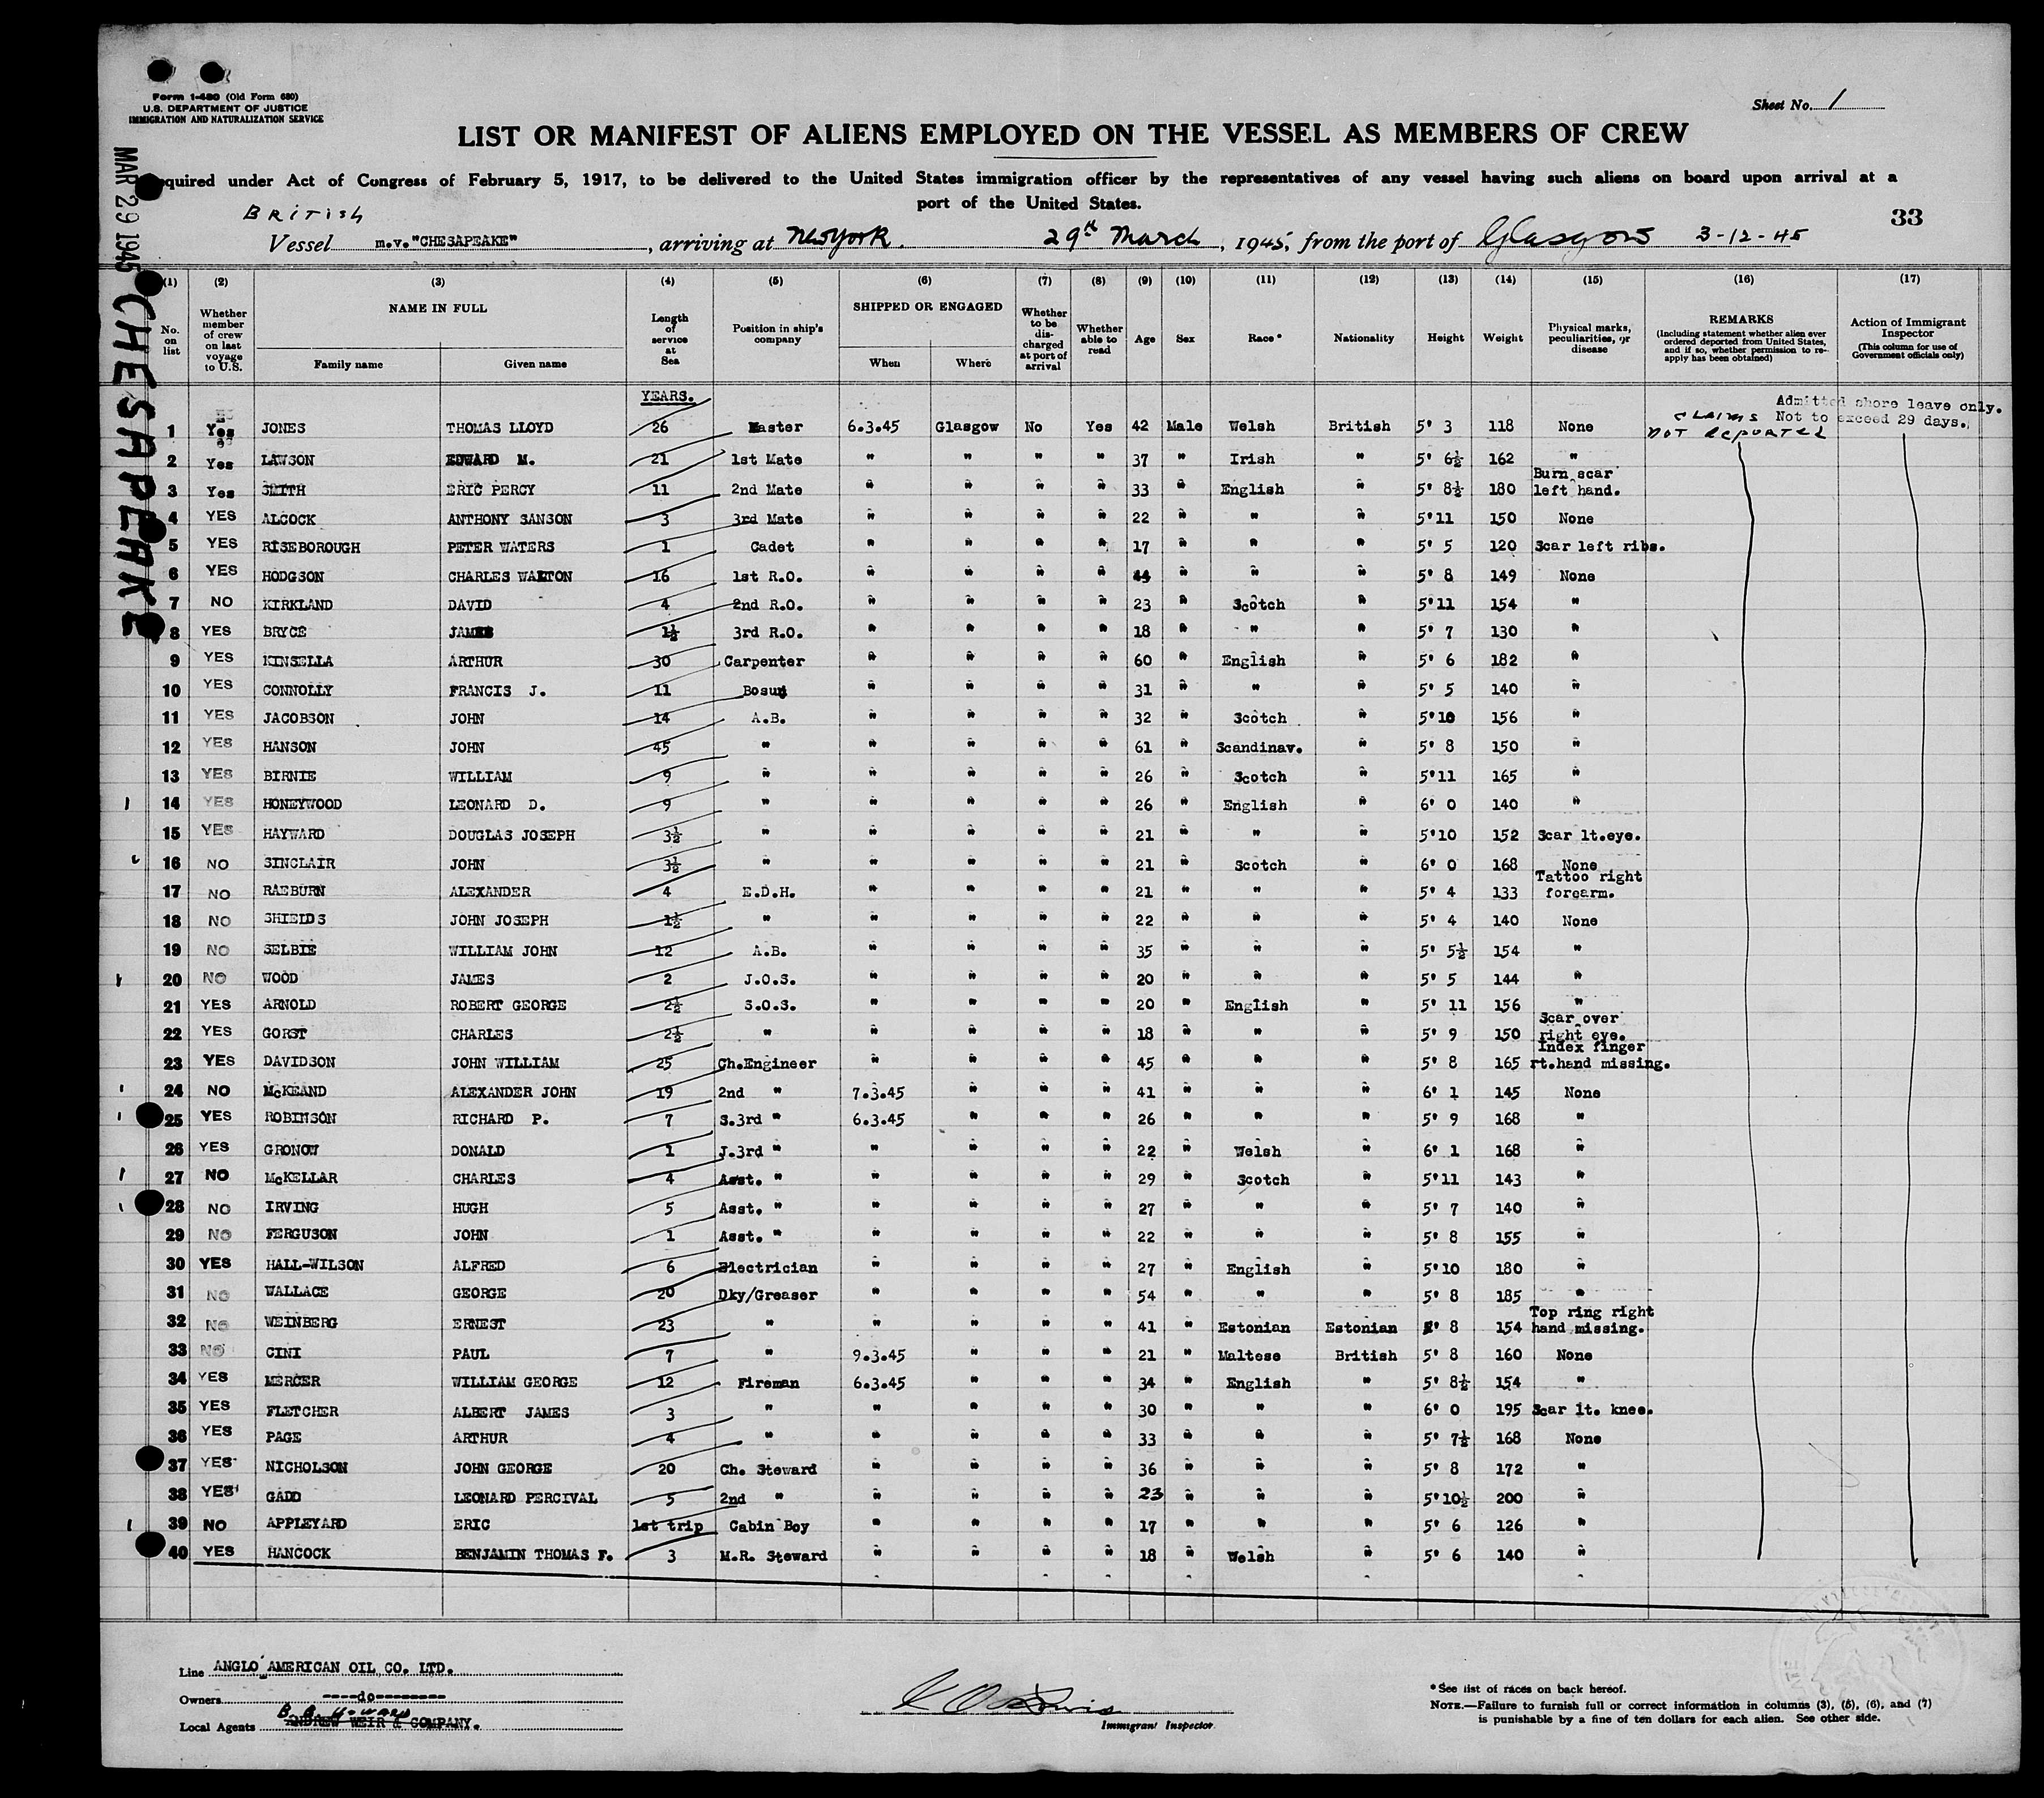 Form 1-480 (Old Form 680)
U.S. DEPARTMENT OF JUSTICE
IMMIGRATION AND NATURALIZATION SERVICE
Sheet No. 1
LIST OR MANIFEST OF ALIENS EMPLOYED ON THE VESSEL AS MEMBERS OF CREW
quired under Act of Congress of February 5, 1917, to be delivered to the United States immigration officer by the representatives of any vessel having such aliens on board upon arrival at a
port of the United States.
33
BRITISH
Vessel m.v."CHESAPEAKE", arriving at New York. 29th March, 1945, from the port of Glasgow 3-12-45
MAR 29 1945
CHESAPEAKE
(1) (2) (3) (4) (5) (6) (7) (8) (9) (10) (11) (12) (13) (14) (15) (16) (17)
No. on list
Whether member of crew on last voyage to U.S.
NAME IN FULL
Family name
Given name
Length of service at Sea
Position in ship's company
SHIPPED OR ENGAGED
When
Where
Whether to be discharged at port of arrival
Whether able to read
Age
Sex
Race*
Nationality
Height
Weight
Physical marks, peculiarities, or disease
REMARKS
(Including statement whether alien ever ordered deported from United States, and if so, whether permission to re-apply has been obtained)
Action of Immigrant Inspector
(This column for use of Government officials only)
YEARS.
Admitted shore leave only.
Not to exceed 29 days.
CLAIMS
NOT DEPORTED
1 Yes JONES THOMAS LLOYD 26 Master 6.3.45 Glasgow No Yes 42 Male Welsh British 5' 3 118 None
2 Yes LAWSON EDWARD M. 21 1st Mate " " " " 37 " Irish " 5' 6½ 162 "
3 Yes SMITH ERIC PERCY 11 2nd Mate " " " " 33 " English " 5' 8½ 180 Burn scar left hand.
4 YES ALCOCK ANTHONY SANSON 3 3rd Mate " " " " 22 " " " 5'11 150 None
5 YES RISEBOROUGH PETER WATERS 1 Cadet " " " " 17 " " " 5' 5 120 Scar left ribs.
6 YES HODGSON CHARLES WALTON 16 1st R.O. " " " " 44 " " " 5' 8 149 None
7 NO KIRKLAND DAVID 4 2nd R.O. " " " " 23 " Scotch " 5'11 154 "
8 YES BRYCE JAMES 1½ 3rd R.O. " " " " 18 " " " 5' 7 130 "
9 YES KINSELLA ARTHUR 30 Carpenter " " " " 60 " English " 5' 6 182 "
10 YES CONNOLLY FRANCIS J. 11 Bosun " " " " 31 " " " 5' 5 140 "
11 YES JACOBSON JOHN 14 A.B. " " " " 32 " Scotch " 5'10 156 "
12 YES HANSON JOHN 45 " " " " " 61 " Scandinav. " 5' 8 150 "
13 YES BIRNIE WILLIAM 9 " " " " " 26 " Scotch " 5'11 165 "
14 YES HONEYWOOD LEONARD D. 9 " " " " " 26 " English " 6' 0 140 "
15 YES HAYWARD DOUGLAS JOSEPH 3½ " " " " " 21 " " " 5'10 152 Scar lt.eye.
16 NO SINCLAIR JOHN 3½ " " " " " 21 " Scotch " 6' 0 168 None
17 NO RAEBURN ALEXANDER 4 E.D.H. " " " " 21 " " " 5' 4 133 Tattoo right forearm.
18 NO SHIELDS JOHN JOSEPH 1½ " " " " " 22 " " " 5' 4 140 None
19 NO SELBIE WILLIAM JOHN 12 A.B. " " " " 35 " " " 5' 5½ 154 "
20 NO WOOD JAMES 2 J.O.S. " " " " 20 " " " 5' 5 144 "
21 YES ARNOLD ROBERT GEORGE 2½ S.O.S. " " " " 20 " English " 5' 11 156 "
22 YES GORST CHARLES 2½ " " " " " 18 " " " 5' 9 150 Scar over right eye.
23 YES DAVIDSON JOHN WILLIAM 25 Ch.Engineer " " " " 45 " " " 5' 8 165 Index finger rt.hand missing.
24 NO McKEAND ALEXANDER JOHN 19 2nd " 7.3.45 " " " 41 " " " 6' 1 145 None
25 YES ROBINSON RICHARD P. 7 S.3rd " 6.3.45 " " " 26 " " " 5' 9 168 "
26 YES GRONOW DONALD 1 J.3rd " " " " " 22 " Welsh " 6' 1 168 "
27 NO McKELLAR CHARLES 4 Asst. " " " " " 29 " Scotch " 5'11 143 "
28 NO IRVING HUGH 5 Asst. " " " " " 27 " " " 5' 7 140 "
29 NO FERGUSON JOHN 1 Asst. " " " " " 22 " " " 5' 8 155 "
30 YES HALL-WILSON ALFRED 6 Electrician " " " " 27 " English " 5'10 180 "
31 NO WALLACE GEORGE 20 Dky/Greaser " " " " 54 " " " 5' 8 185 "
32 NO WEINBERG ERNEST 23 " " " " " 41 " Estonian Estonian 5' 8 154 Top ring right hand missing.
33 NO CINI PAUL 7 " 9.3.45 " " " 21 " Maltese British 5' 8 160 None
34 YES MERCER WILLIAM GEORGE 12 Fireman 6.3.45 " " " 34 " English " 5' 8½ 154 "
35 YES FLETCHER ALBERT JAMES 3 " " " " " 30 " " " 6' 0 195 Scar lt. knee.
36 YES PAGE ARTHUR 4 " " " " " 33 " " " 5' 7½ 168 None
37 YES NICHOLSON JOHN GEORGE 20 Ch. Steward " " " " 36 " " " 5' 8 172 "
38 YES GADD LEONARD PERCIVAL 5 2nd " " " " " 23 " " " 5'10½ 200 "
39 NO APPLEYARD ERIC 1st trip Cabin Boy " " " " 17 " " " 5' 6 126 "
40 YES HANCOCK BENJAMIN THOMAS F. 3 M.R. Steward " " " " 18 " Welsh " 5' 6 140 "
Line ANGLO AMERICAN OIL CO. LTD.
Owners ----do--------
B. B. Howard
Local Agents ANDREW WEIR & COMPANY.
Immigrant Inspector.
*See list of races on back hereof.
NOTE.—Failure to furnish full or correct information in columns (3), (5), (6), and (7)
is punishable by a fine of ten dollars for each alien. See other side.